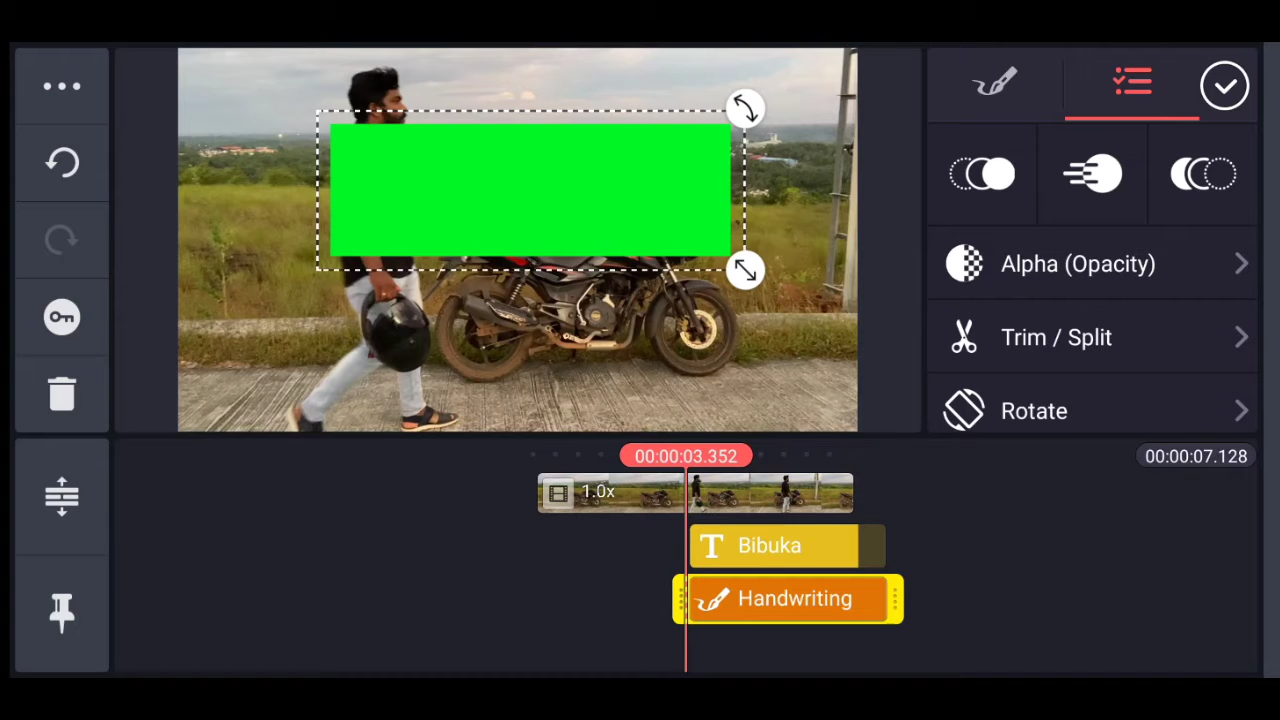 Alpha (Opacity)
Trim / Split
Rotate
00:00:03.352
00:00:07.128
1.0x
T Bibuka
Handwriting